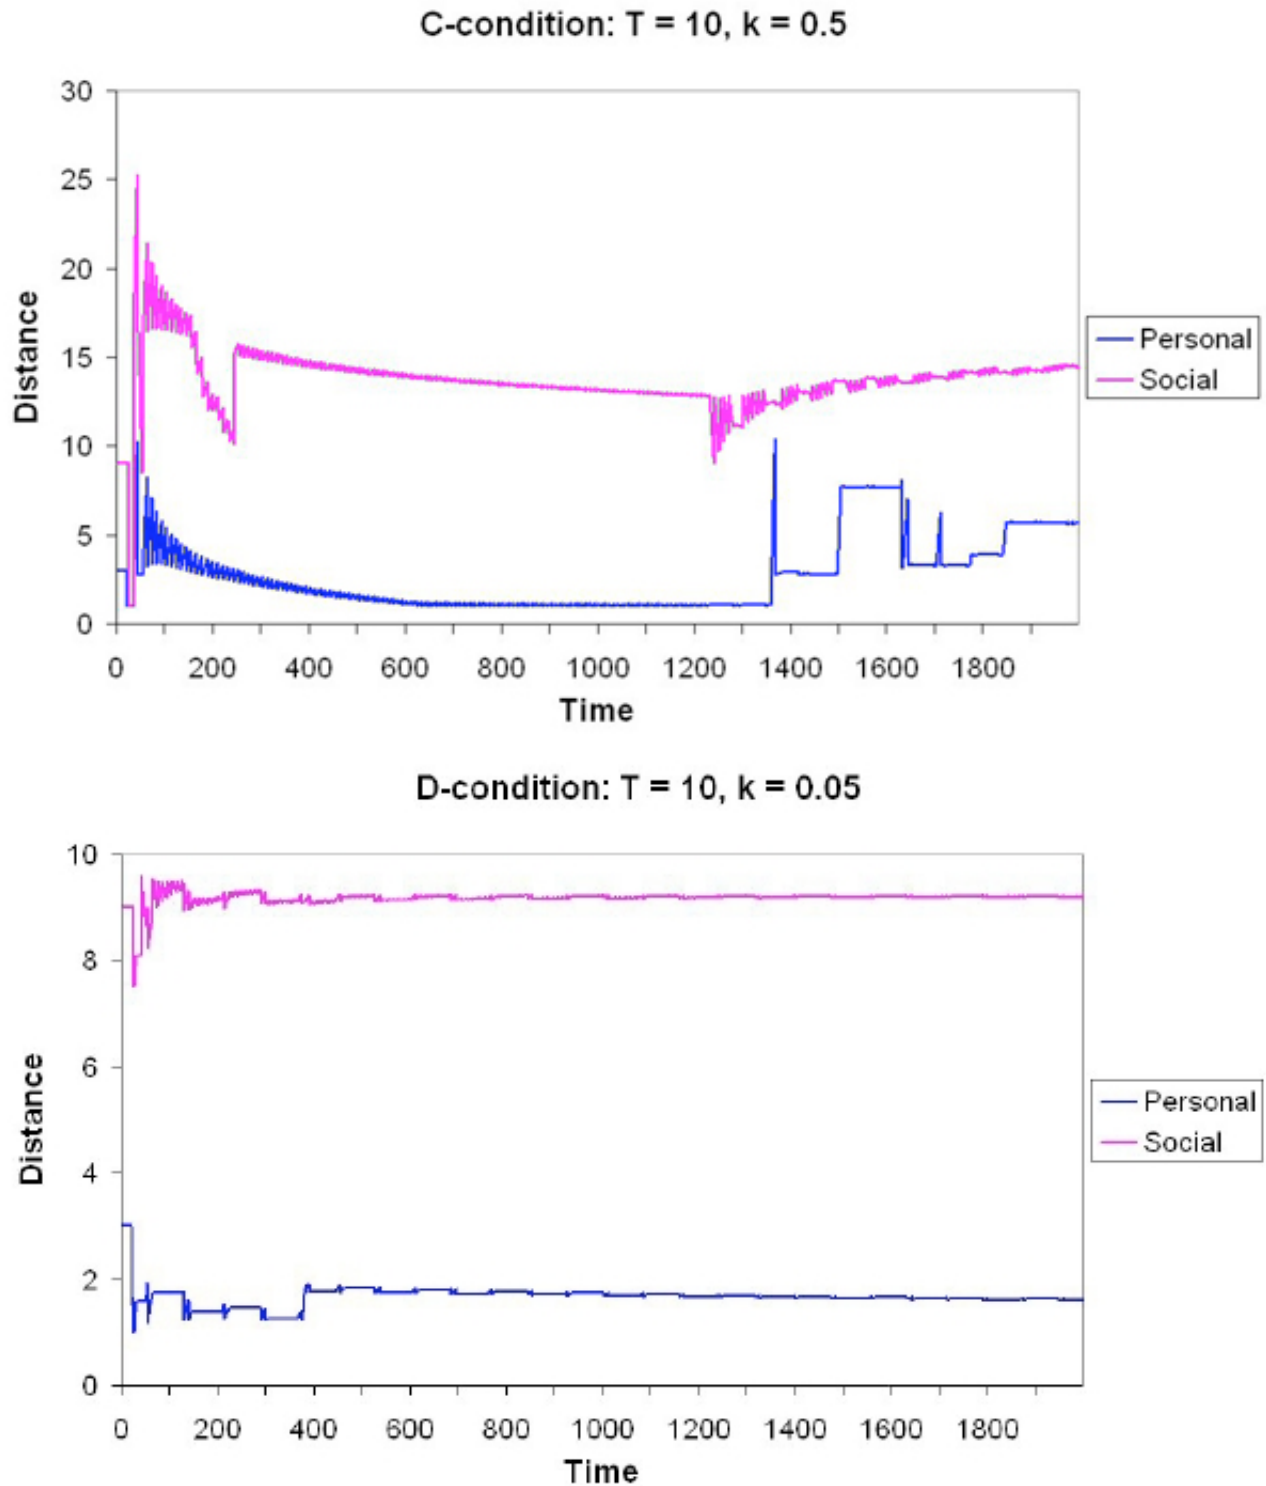 C-condition: T = 10, k = 0.5
30
25
20
15
10
5
0
Distance
0 200 400 600 800 1000 1200 1400 1600 1800
Time
Personal
Social
D-condition: T = 10, k = 0.05
10
8
6
4
2
0
Distance
0 200 400 600 800 1000 1200 1400 1600 1800
Time
Personal
Social